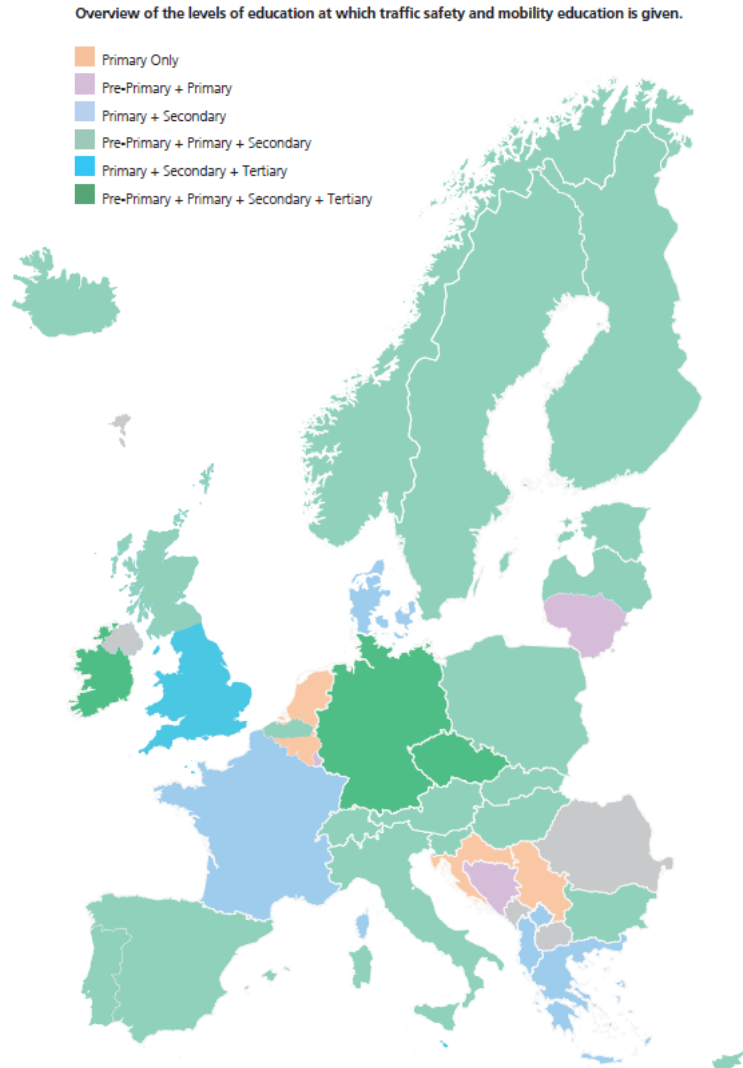 Overview of the levels of education at which traffic safety and mobility education is given.
Primary Only
Pre-Primary + Primary
Primary + Secondary
Pre-Primary + Primary + Secondary
Primary + Secondary + Tertiary
Pre-Primary + Primary + Secondary + Tertiary